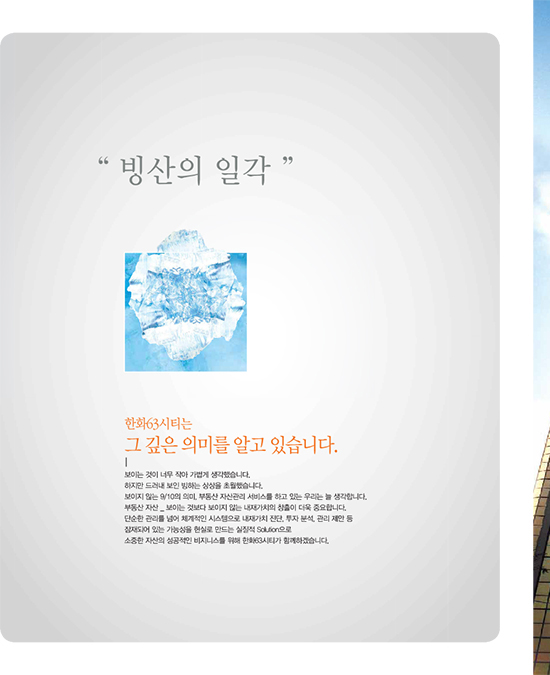 “ 빙산의 일각 ”
한화63시티는
그 깊은 의미를 알고 있습니다.
보이는 것이 너무 작아 가볍게 생각했습니다.
하지만 드러내 보인 빙하는 상상을 초월했습니다.
보이지 않는 9/10의 의미, 부동산 자산관리 서비스를 하고 있는 우리는 늘 생각합니다.
부동산 자산 _ 보이는 것보다 보이지 않는 내재가치의 창출이 더욱 중요합니다.
단순한 관리를 넘어 체계적인 시스템으로 내재가치 진단, 투자 분석, 관리 제안 등
잠재되어 있는 가능성을 현실로 만드는 실질적 Solution으로
소중한 자산의 성공적인 비지니스를 위해 한화63시티가 함께하겠습니다.